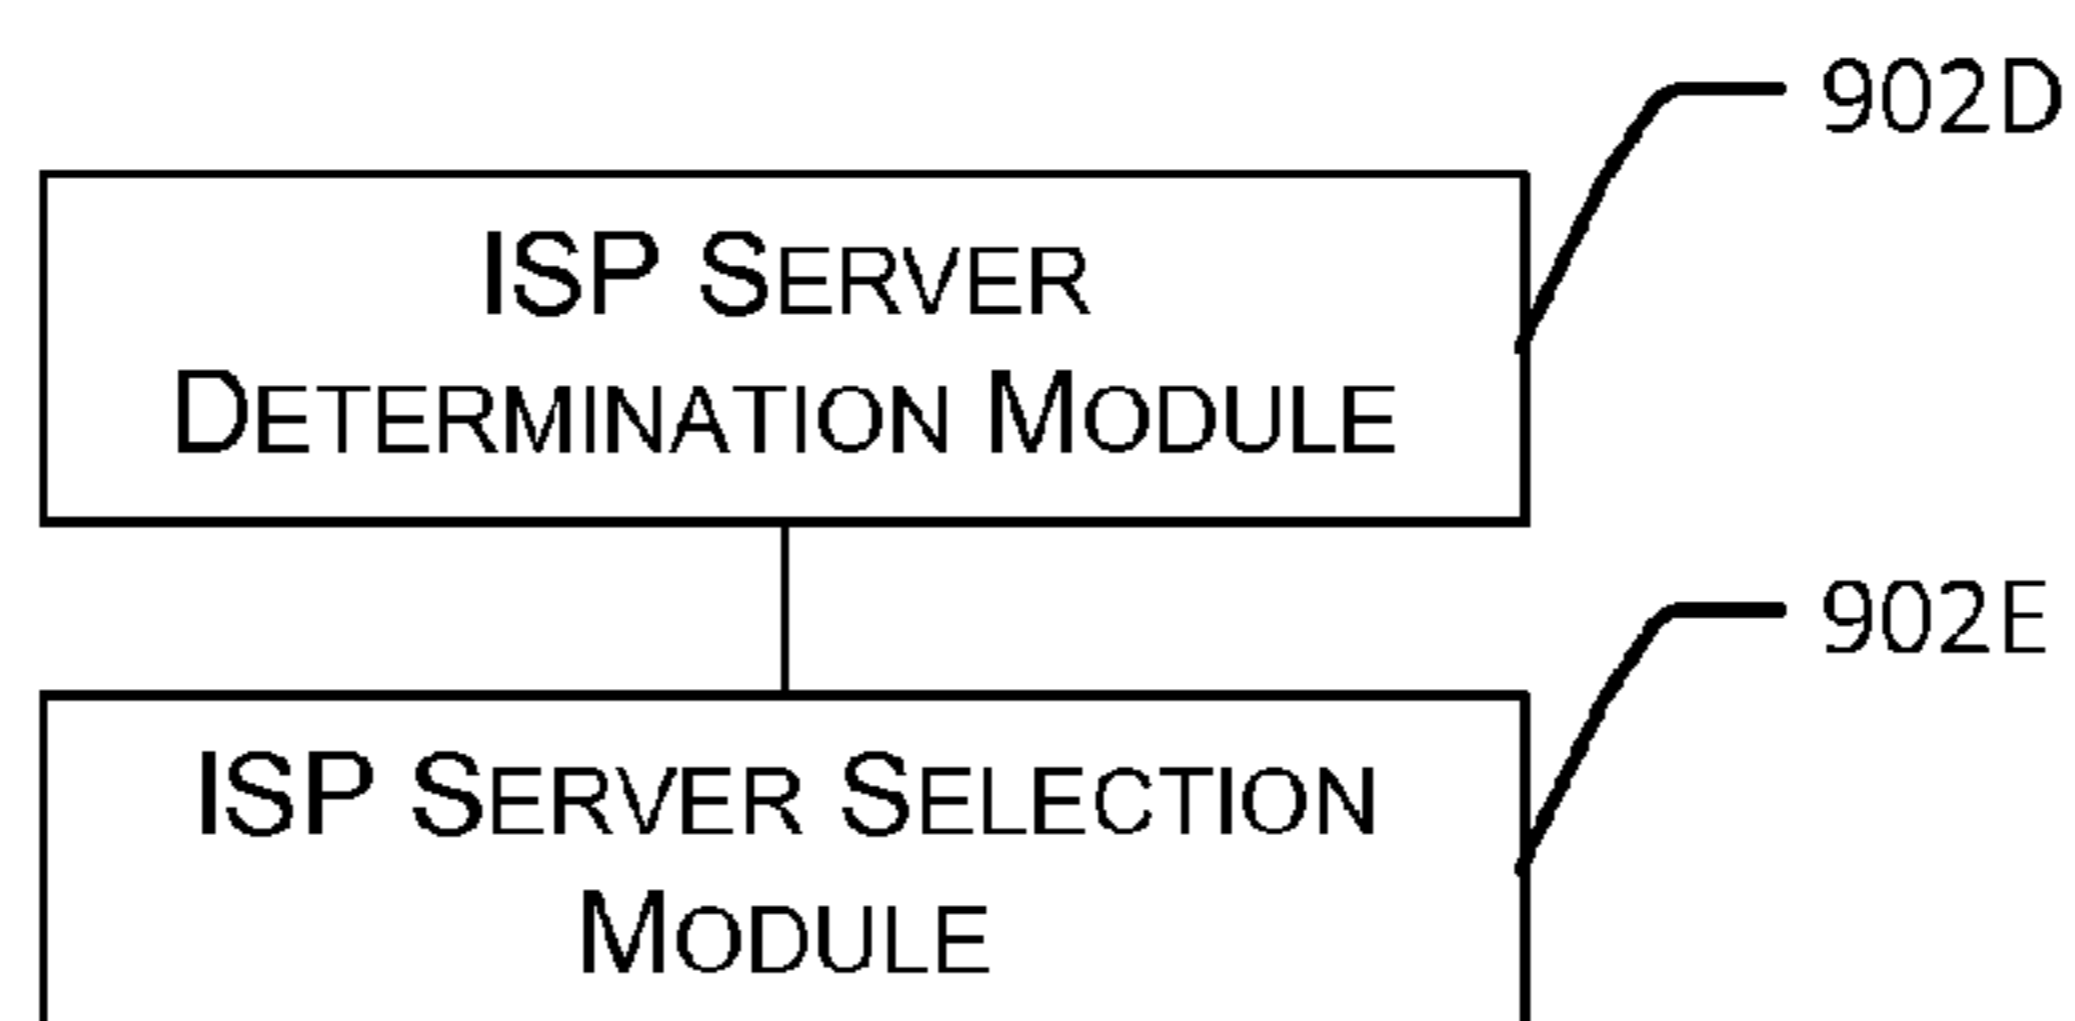 902D
ISP SERVER
DETERMINATION MODULE
902E
ISP SERVER SELECTION
MODULE